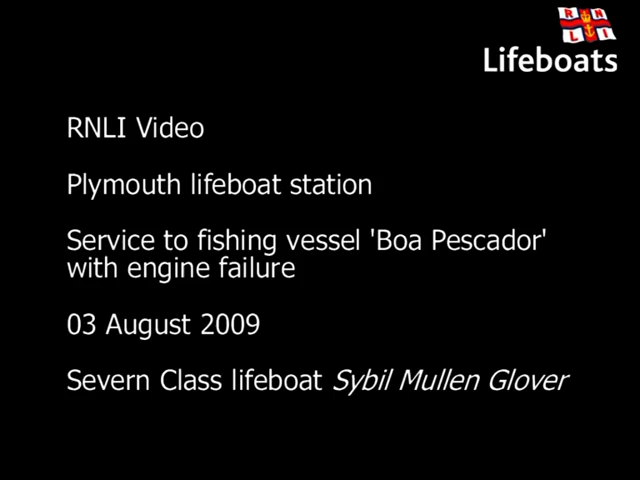 R N
L I
Lifeboats
RNLI Video
Plymouth lifeboat station
Service to fishing vessel 'Boa Pescador'
with engine failure
03 August 2009
Severn Class lifeboat Sybil Mullen Glover